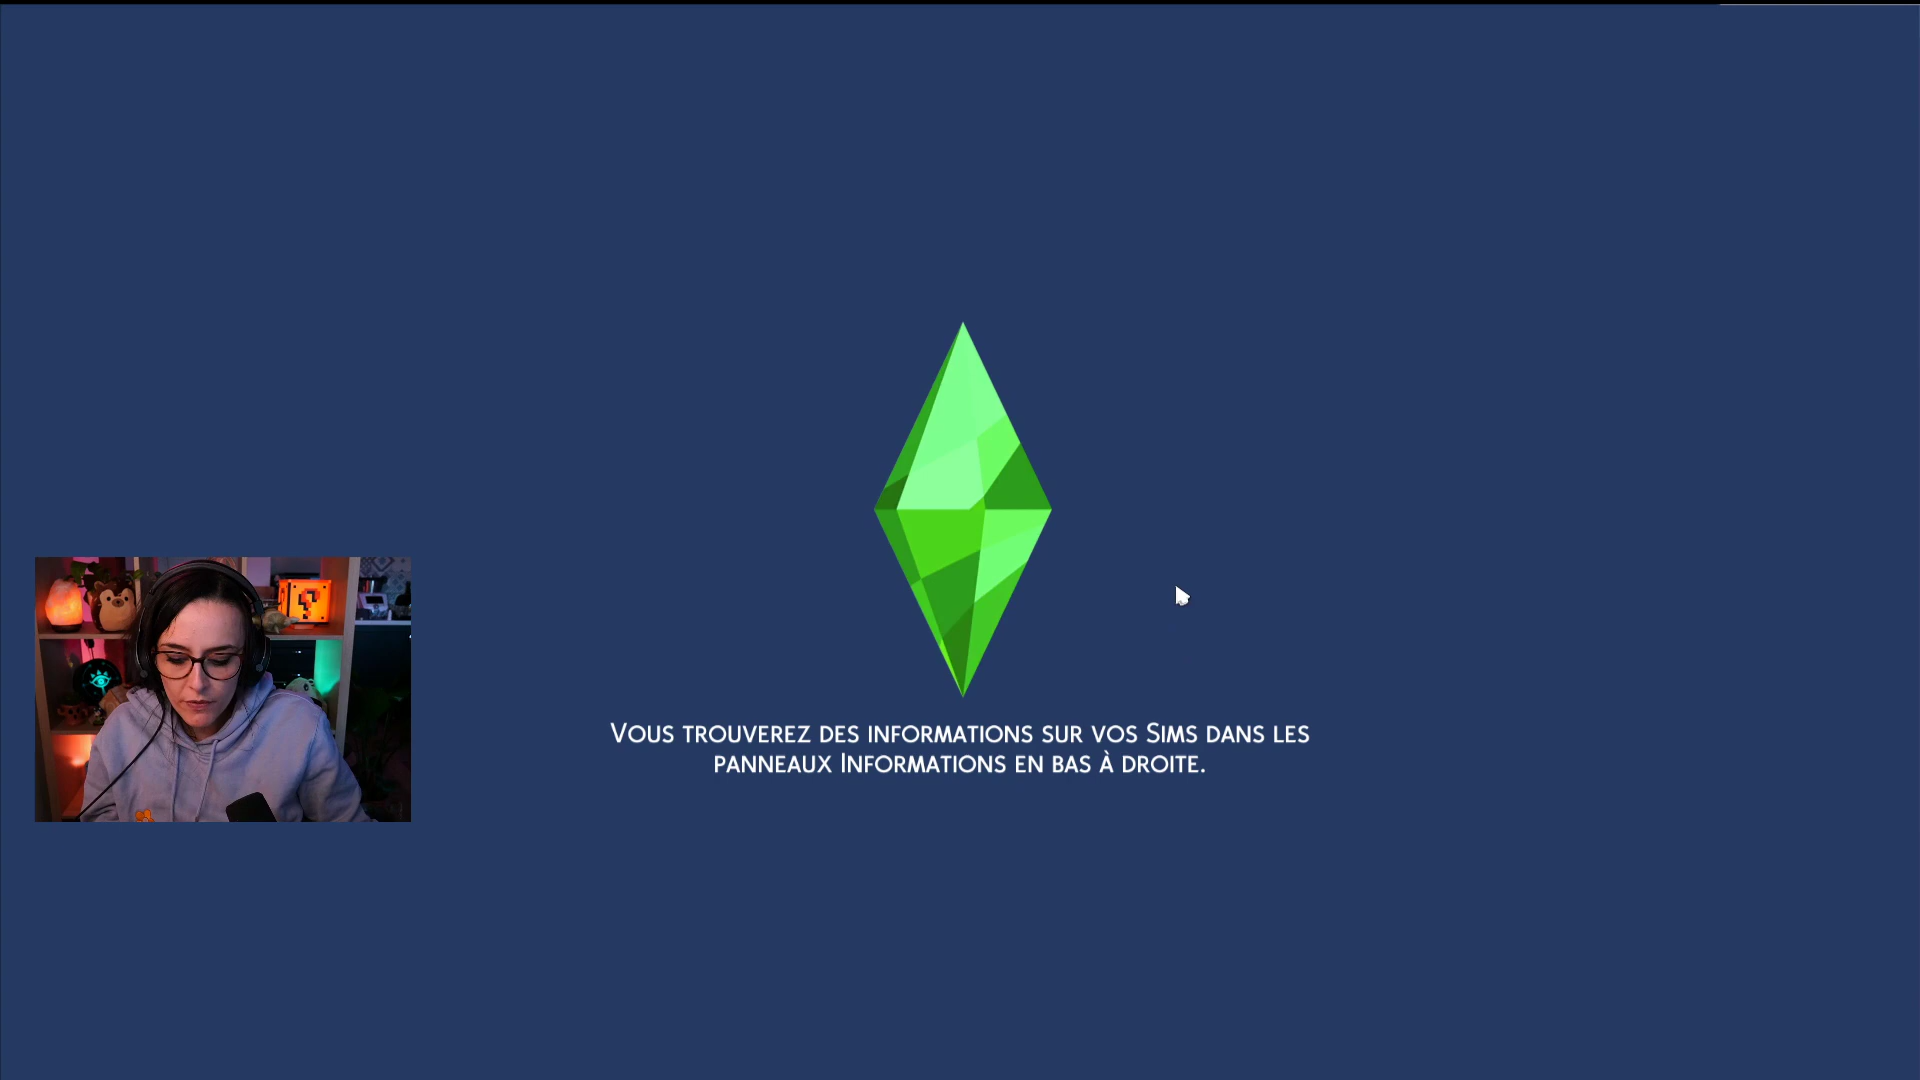 Vous trouverez des informations sur vos Sims dans les
panneaux Informations en bas à droite.